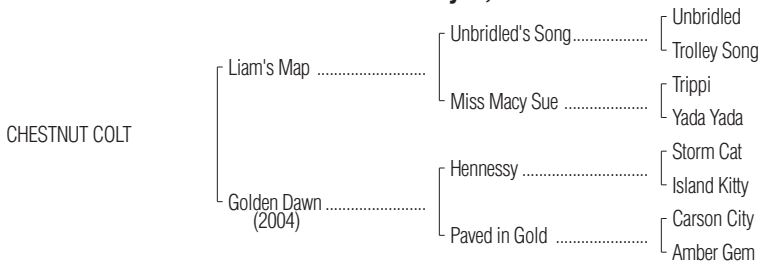 Unbridled
Unbridled's Song
Trolley Song
Liam's Map
Trippi
Miss Macy Sue
Yada Yada
CHESTNUT COLT
Storm Cat
Hennessy
Island Kitty
Golden Dawn
(2004)
Carson City
Paved in Gold
Amber Gem